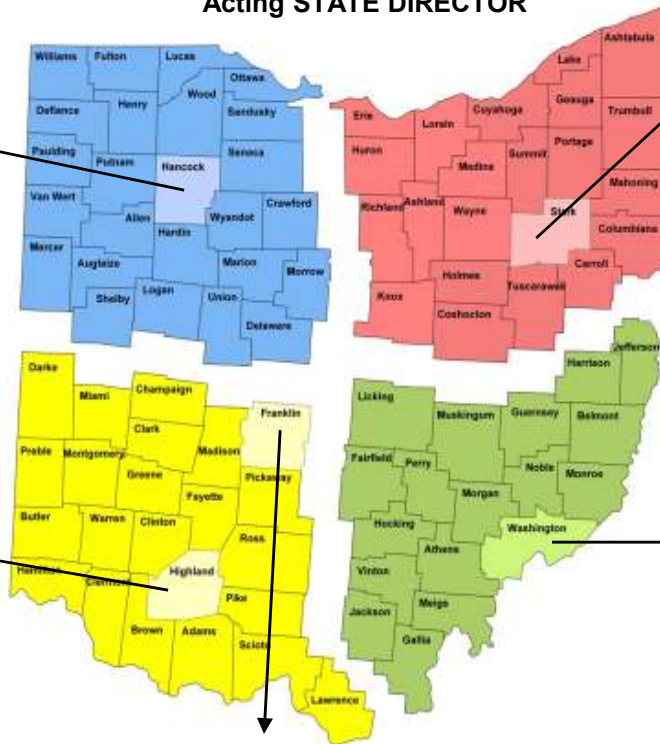 Acting STATE DIRECTOR
Williams
Fulton
Lucas
Ottawa
Wood
Henry
Defiance
Sandusky
Paulding
Putnam
Hancock
Seneca
Van Wert
Allen
Wyandot
Crawford
Hardin
Mercer
Auglaize
Marion
Morrow
Shelby
Logan
Union
Delaware
Ashtabula
Lake
Geauga
Erie
Lorain
Cuyahoga
Trumbull
Huron
Medina
Summit
Portage
Mahoning
Richland
Ashland
Wayne
Stark
Columbiana
Carroll
Holmes
Tuscarawas
Knox
Coshocton
Darke
Miami
Champaign
Franklin
Clark
Madison
Preble
Montgomery
Greene
Pickaway
Fayette
Butler
Warren
Clinton
Ross
Hamilton
Clermont
Highland
Pike
Brown
Adams
Scioto
Lawrence
Jefferson
Harrison
Licking
Muskingum
Guernsey
Belmont
Fairfield
Perry
Noble
Monroe
Morgan
Hocking
Washington
Athens
Vinton
Jackson
Meigs
Gallia